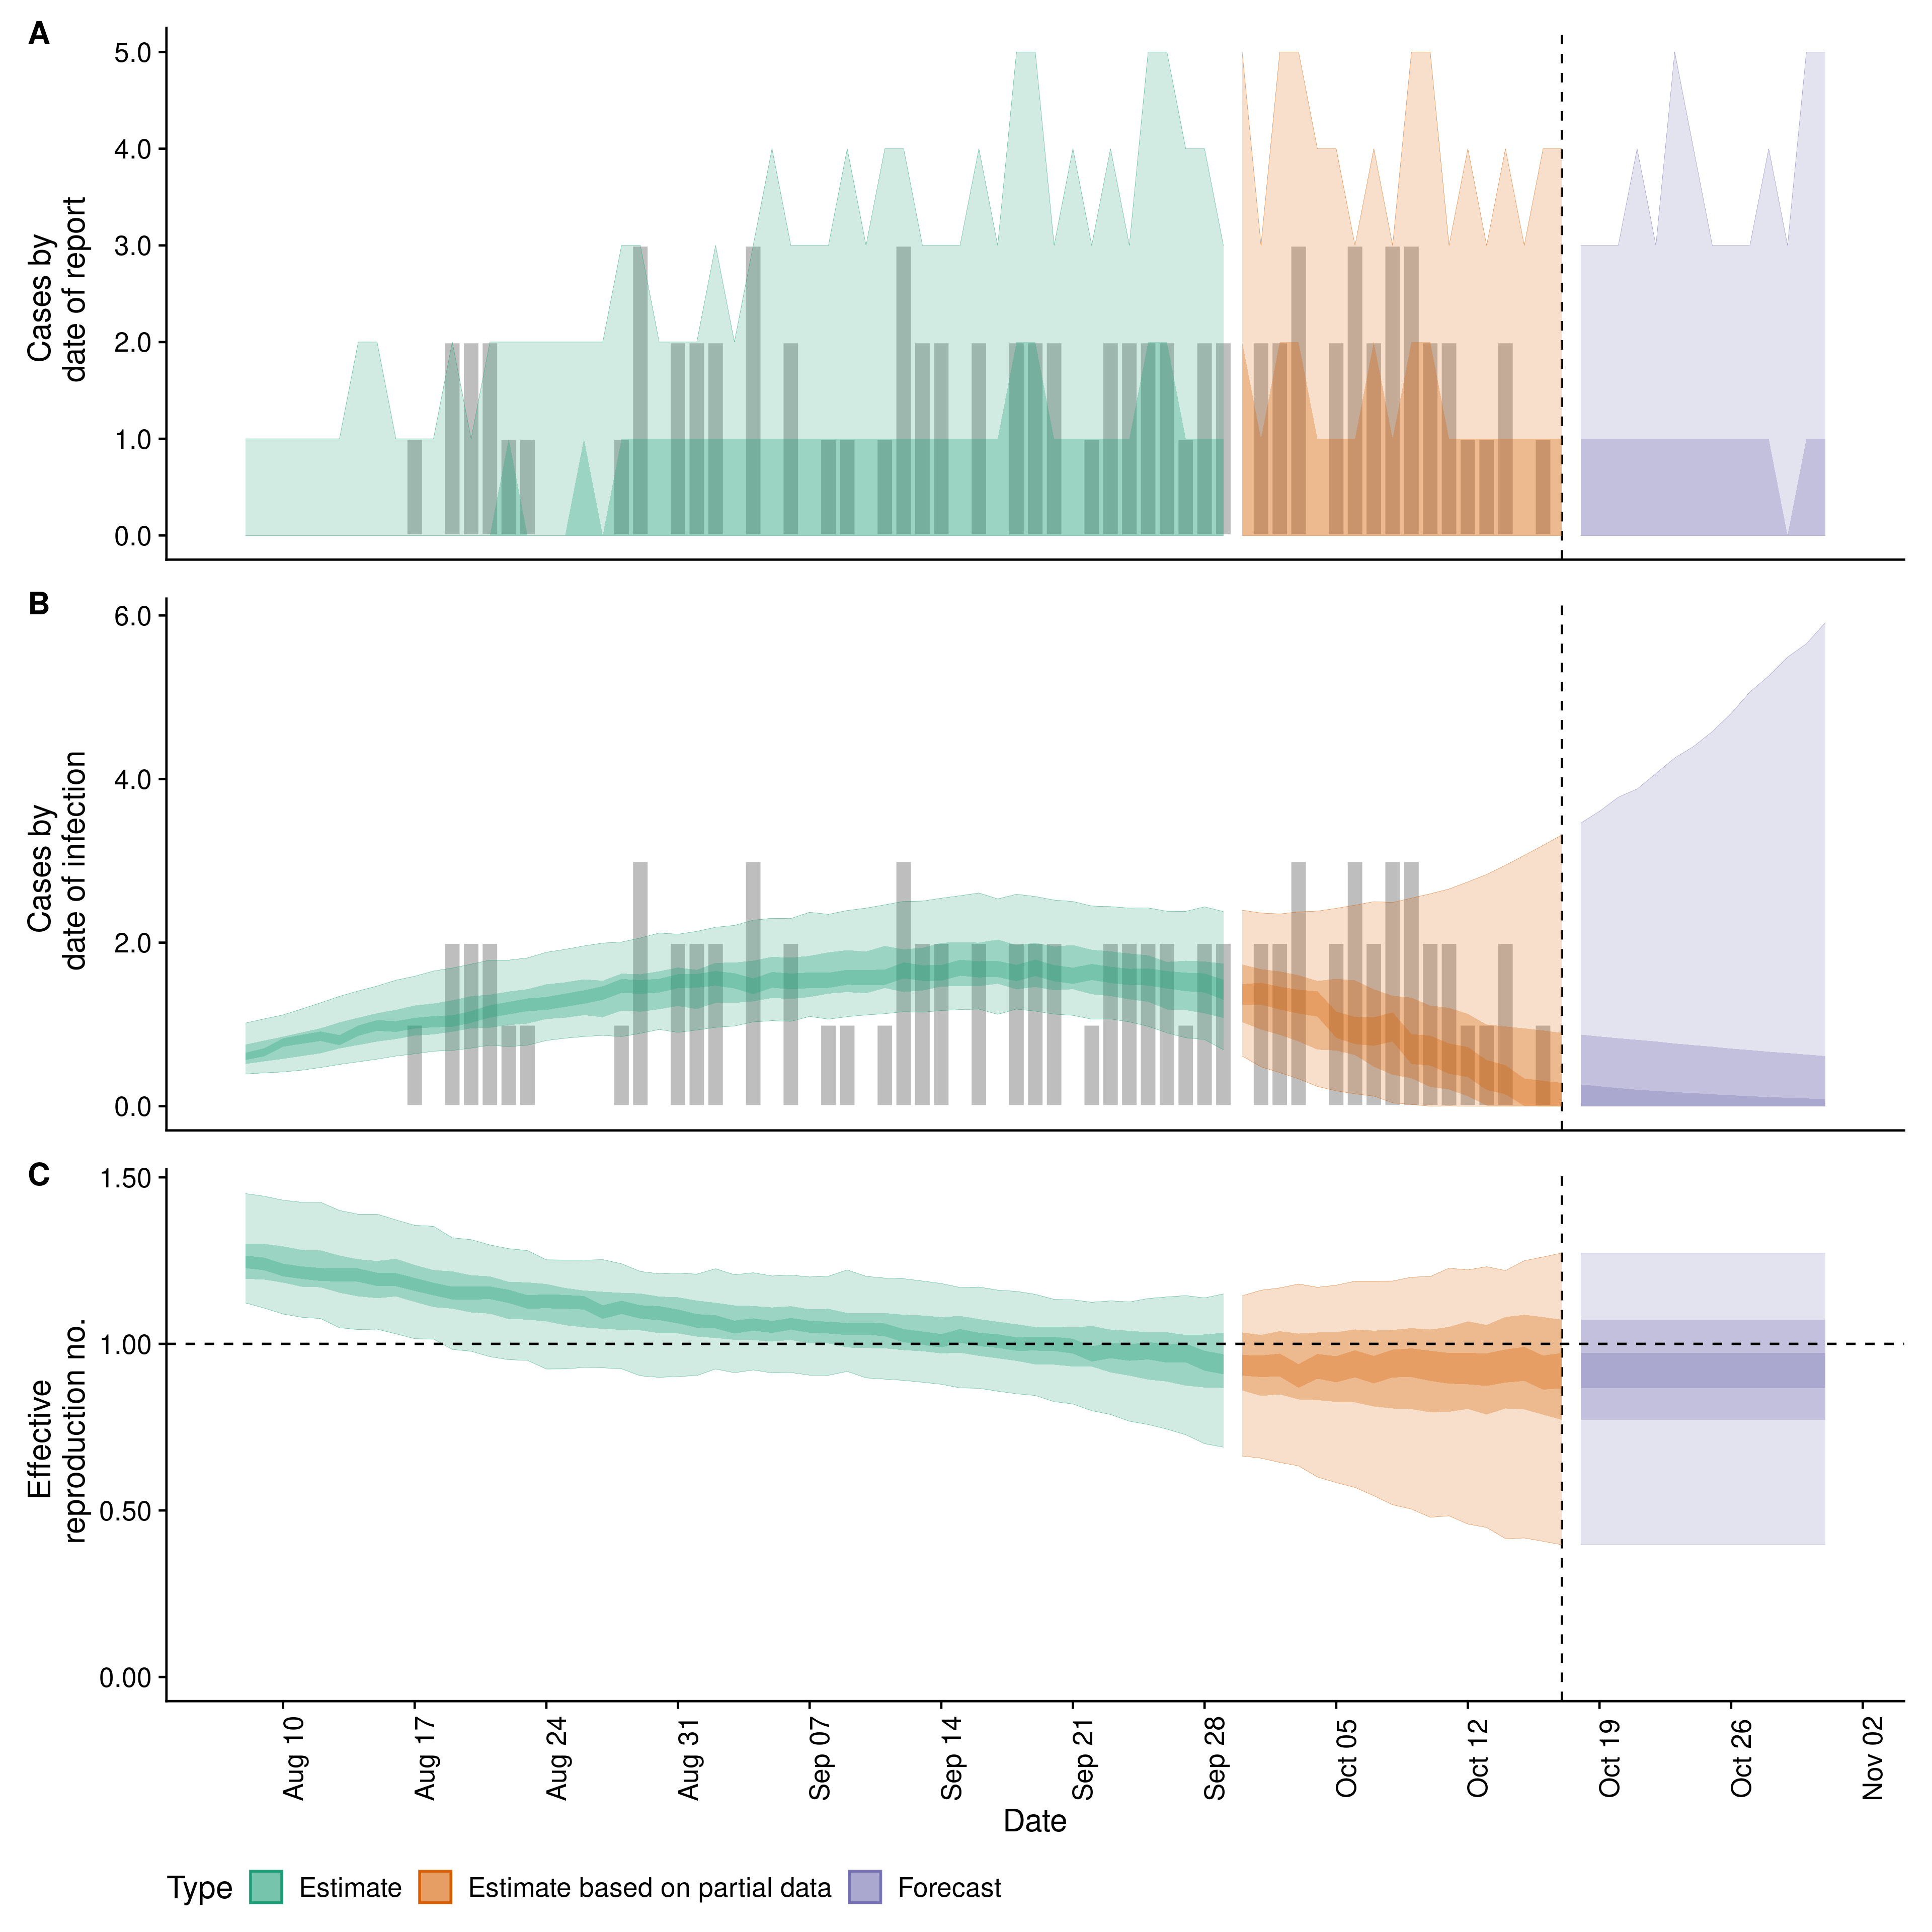 A
Cases by
date of report
5.0
4.0
3.0
2.0
1.0
0.0
B
Cases by
date of infection
6.0
4.0
2.0
0.0
C
Effective
reproduction no.
1.50
1.00
0.50
0.00
Aug 10
Aug 17
Aug 24
Aug 31
Sep 07
Sep 14
Sep 21
Sep 28
Oct 05
Oct 12
Oct 19
Oct 26
Nov 02
Date
Type Estimate Estimate based on partial data Forecast